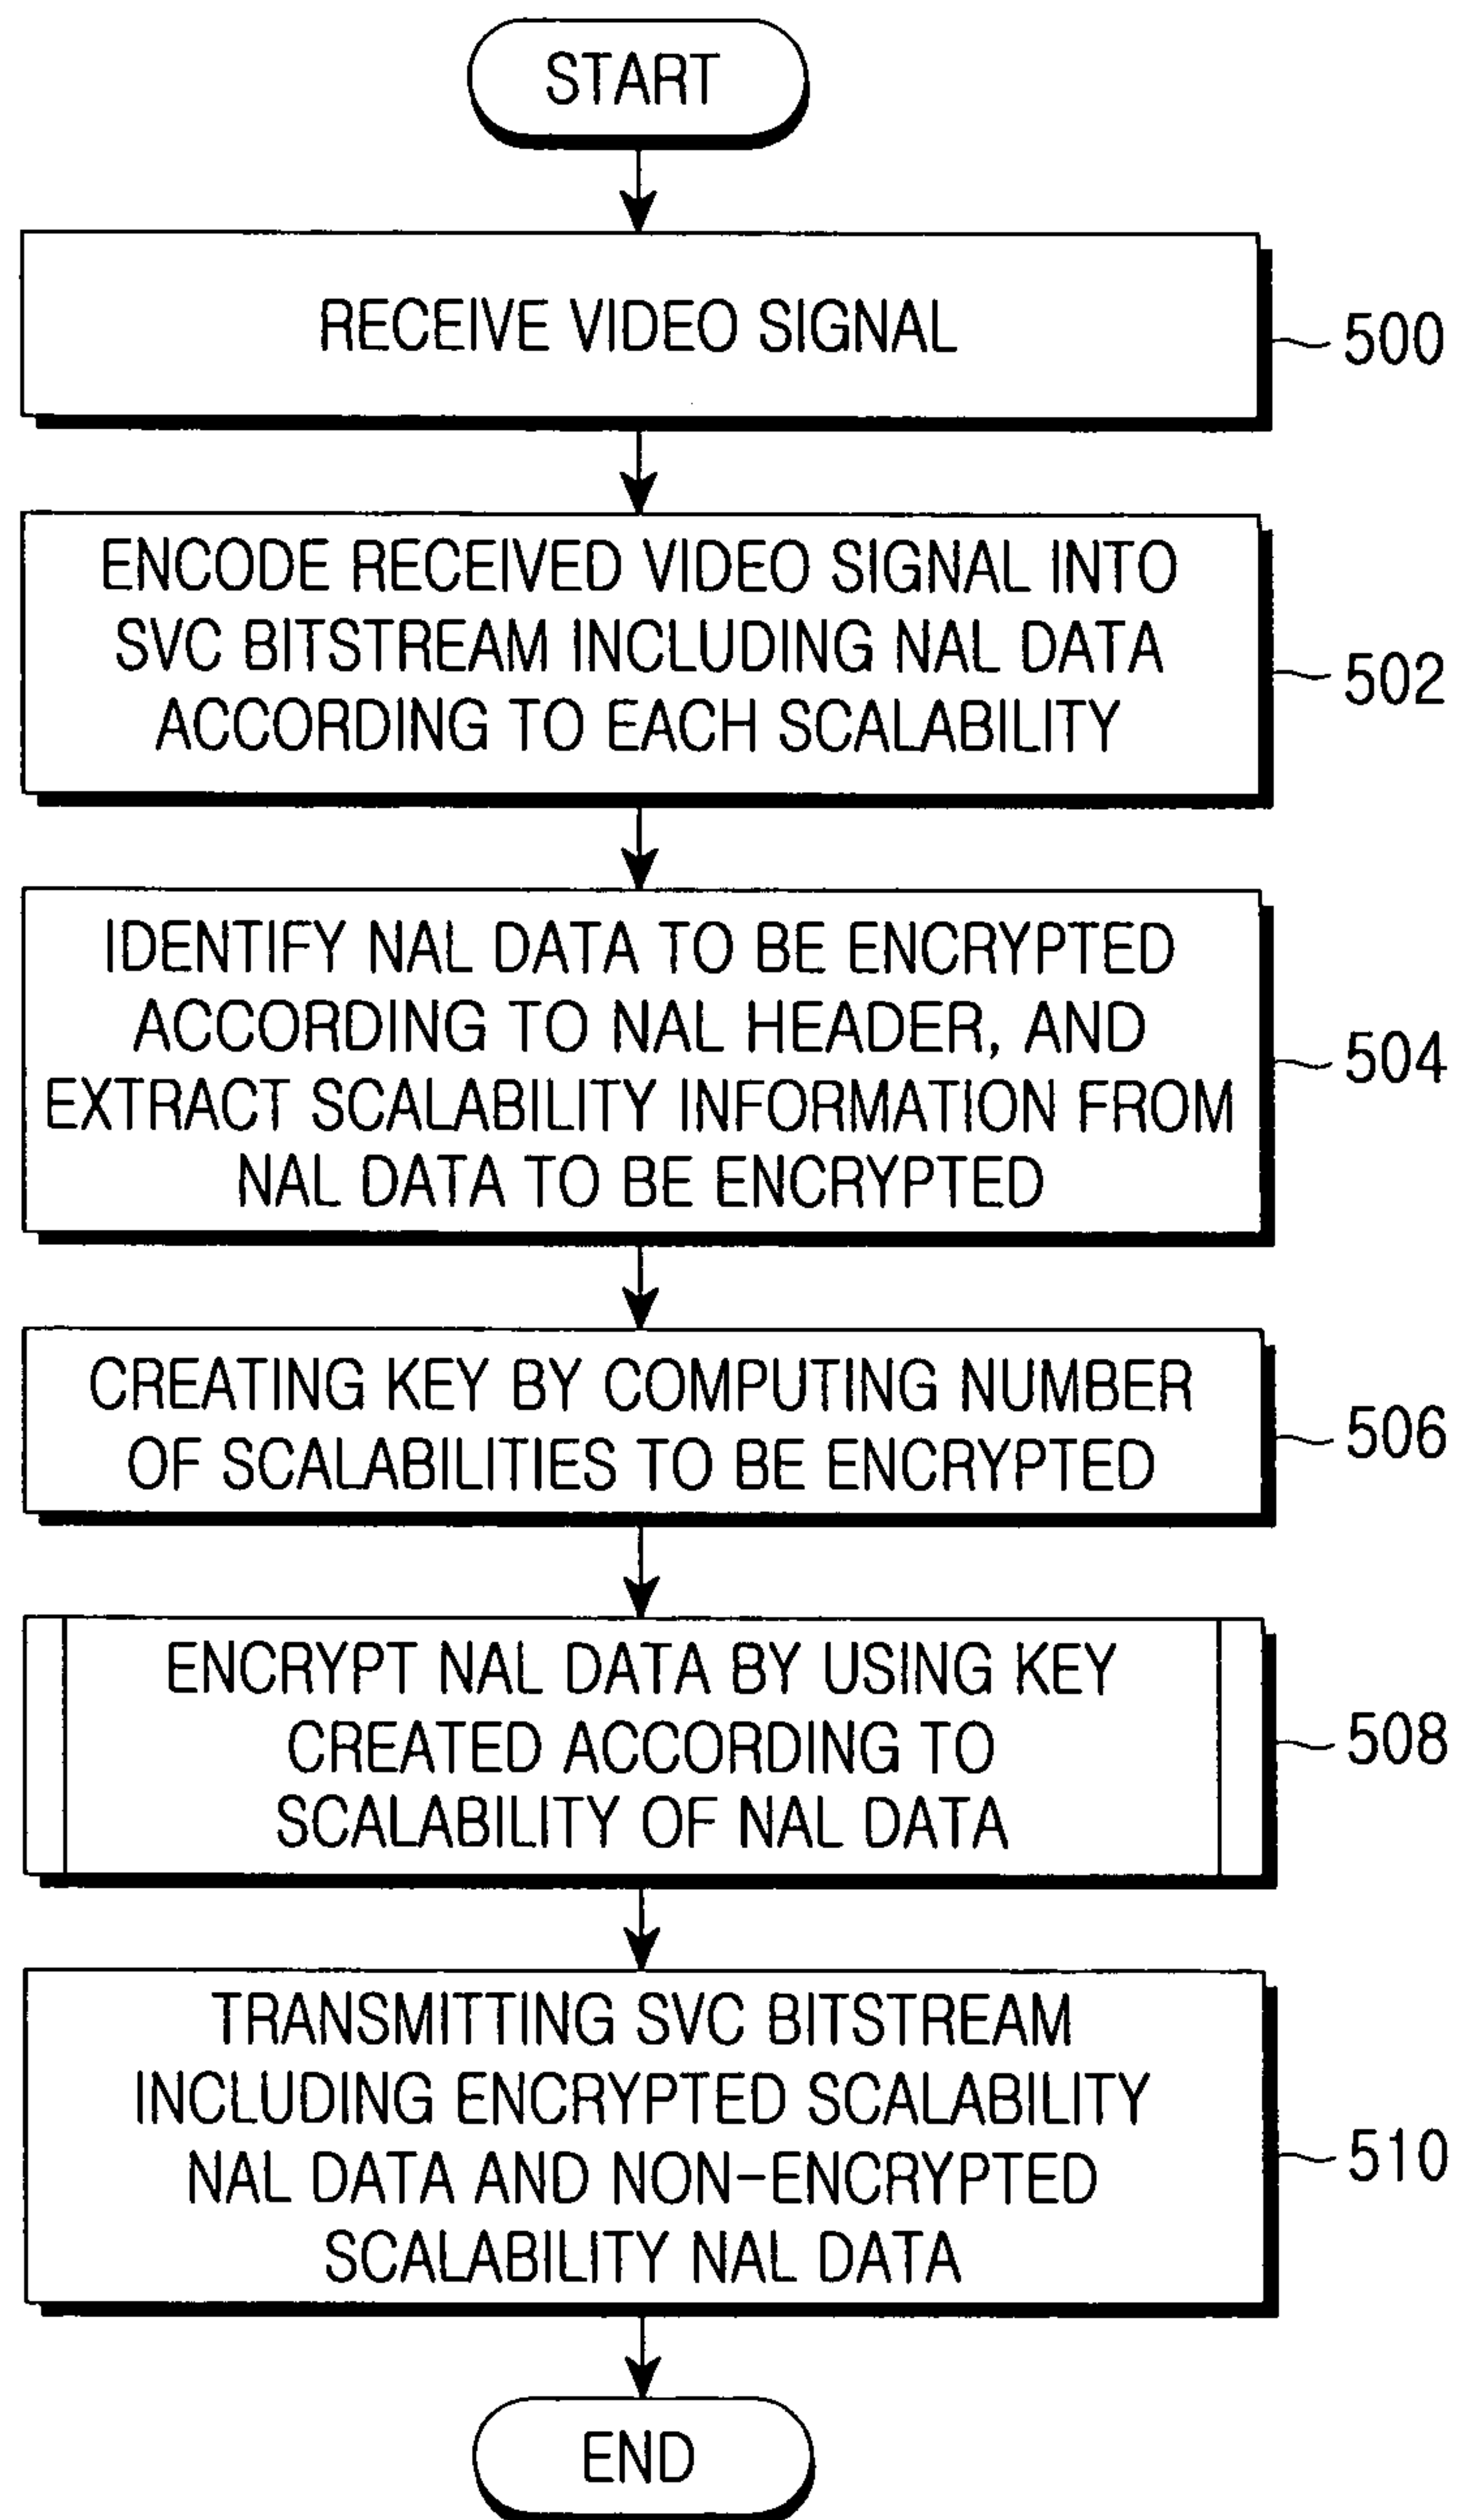 START
RECEIVE VIDEO SIGNAL
500
ENCODE RECEIVED VIDEO SIGNAL INTO
SVC BITSTREAM INCLUDING NAL DATA
ACCORDING TO EACH SCALABILITY
502
IDENTIFY NAL DATA TO BE ENCRYPTED
ACCORDING TO NAL HEADER, AND
EXTRACT SCALABILITY INFORMATION FROM
NAL DATA TO BE ENCRYPTED
504
CREATING KEY BY COMPUTING NUMBER
OF SCALABILITIES TO BE ENCRYPTED
506
ENCRYPT NAL DATA BY USING KEY
CREATED ACCORDING TO
SCALABILITY OF NAL DATA
508
TRANSMITTING SVC BITSTREAM
INCLUDING ENCRYPTED SCALABILITY
NAL DATA AND NON-ENCRYPTED
SCALABILITY NAL DATA
510
END